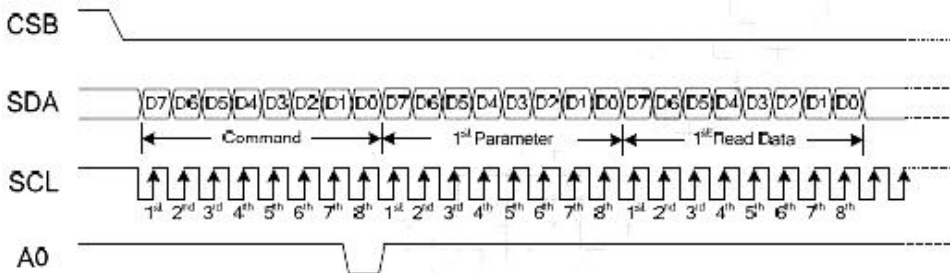 CSB
SDA D7 D6 D5 D4 D3 D2 D1 D0 D7 D6 D5 D4 D3 D2 D1 D0 D7 D6 D5 D4 D3 D2 D1 D0
Command 1st Parameter 1st Read Data
SCL
1st 2nd 3rd 4th 5th 6th 7th 8th 1st 2nd 3rd 4th 5th 6th 7th 8th 1st 2nd 3rd 4th 5th 6th 7th 8th
A0